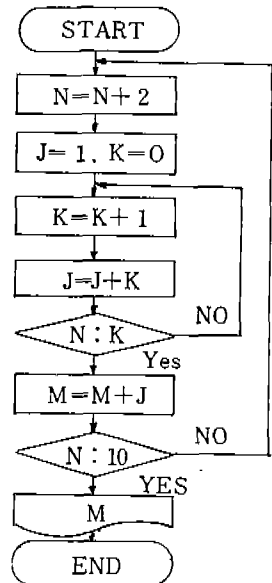 START
N=N+2
J=1, K=0
K=K+1
J=J+K
N:K
NO
Yes
M=M+J
N:10
NO
YES
M
END